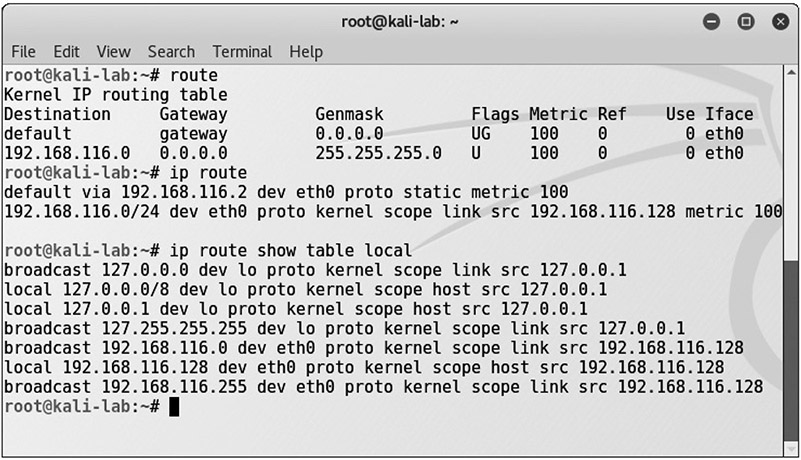 root@kali-lab: ~
File Edit View Search Terminal Help
root@kali-lab:~# route
Kernel IP routing table
Destination     Gateway         Genmask         Flags Metric Ref    Use Iface
default         gateway         0.0.0.0         UG    100    0        0 eth0
192.168.116.0   0.0.0.0         255.255.255.0   U     100    0        0 eth0
root@kali-lab:~# ip route
default via 192.168.116.2 dev eth0 proto static metric 100
192.168.116.0/24 dev eth0 proto kernel scope link src 192.168.116.128 metric 100
root@kali-lab:~# ip route show table local
broadcast 127.0.0.0 dev lo proto kernel scope link src 127.0.0.1
local 127.0.0.0/8 dev lo proto kernel scope host src 127.0.0.1
local 127.0.0.1 dev lo proto kernel scope host src 127.0.0.1
broadcast 127.255.255.255 dev lo proto kernel scope link src 127.0.0.1
broadcast 192.168.116.0 dev eth0 proto kernel scope link src 192.168.116.128
local 192.168.116.128 dev eth0 proto kernel scope host src 192.168.116.128
broadcast 192.168.116.255 dev eth0 proto kernel scope link src 192.168.116.128
root@kali-lab:~#